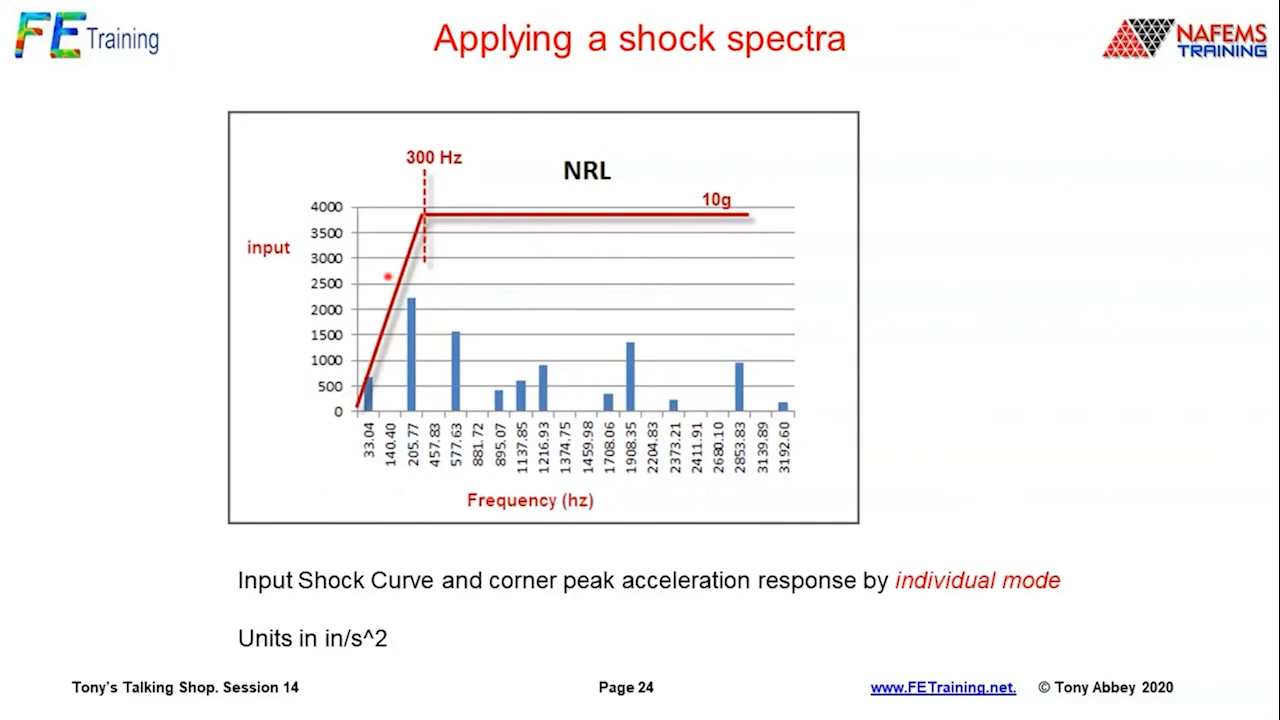 FE Training
Applying a shock spectra
NAFEMS
TRAINING
300 Hz
NRL
10g
input
4000
3500
3000
2500
2000
1500
1000
500
0
33.04
140.40
205.77
457.83
577.63
881.72
895.07
1137.85
1216.93
1374.75
1459.98
1708.06
1908.35
2204.83
2373.21
2411.91
2680.10
2853.83
3139.89
3192.60
Frequency (hz)
Input Shock Curve and corner peak acceleration response by individual mode
Units in in/s^2
Tony's Talking Shop. Session 14
Page 24
www.FETraining.net. © Tony Abbey 2020